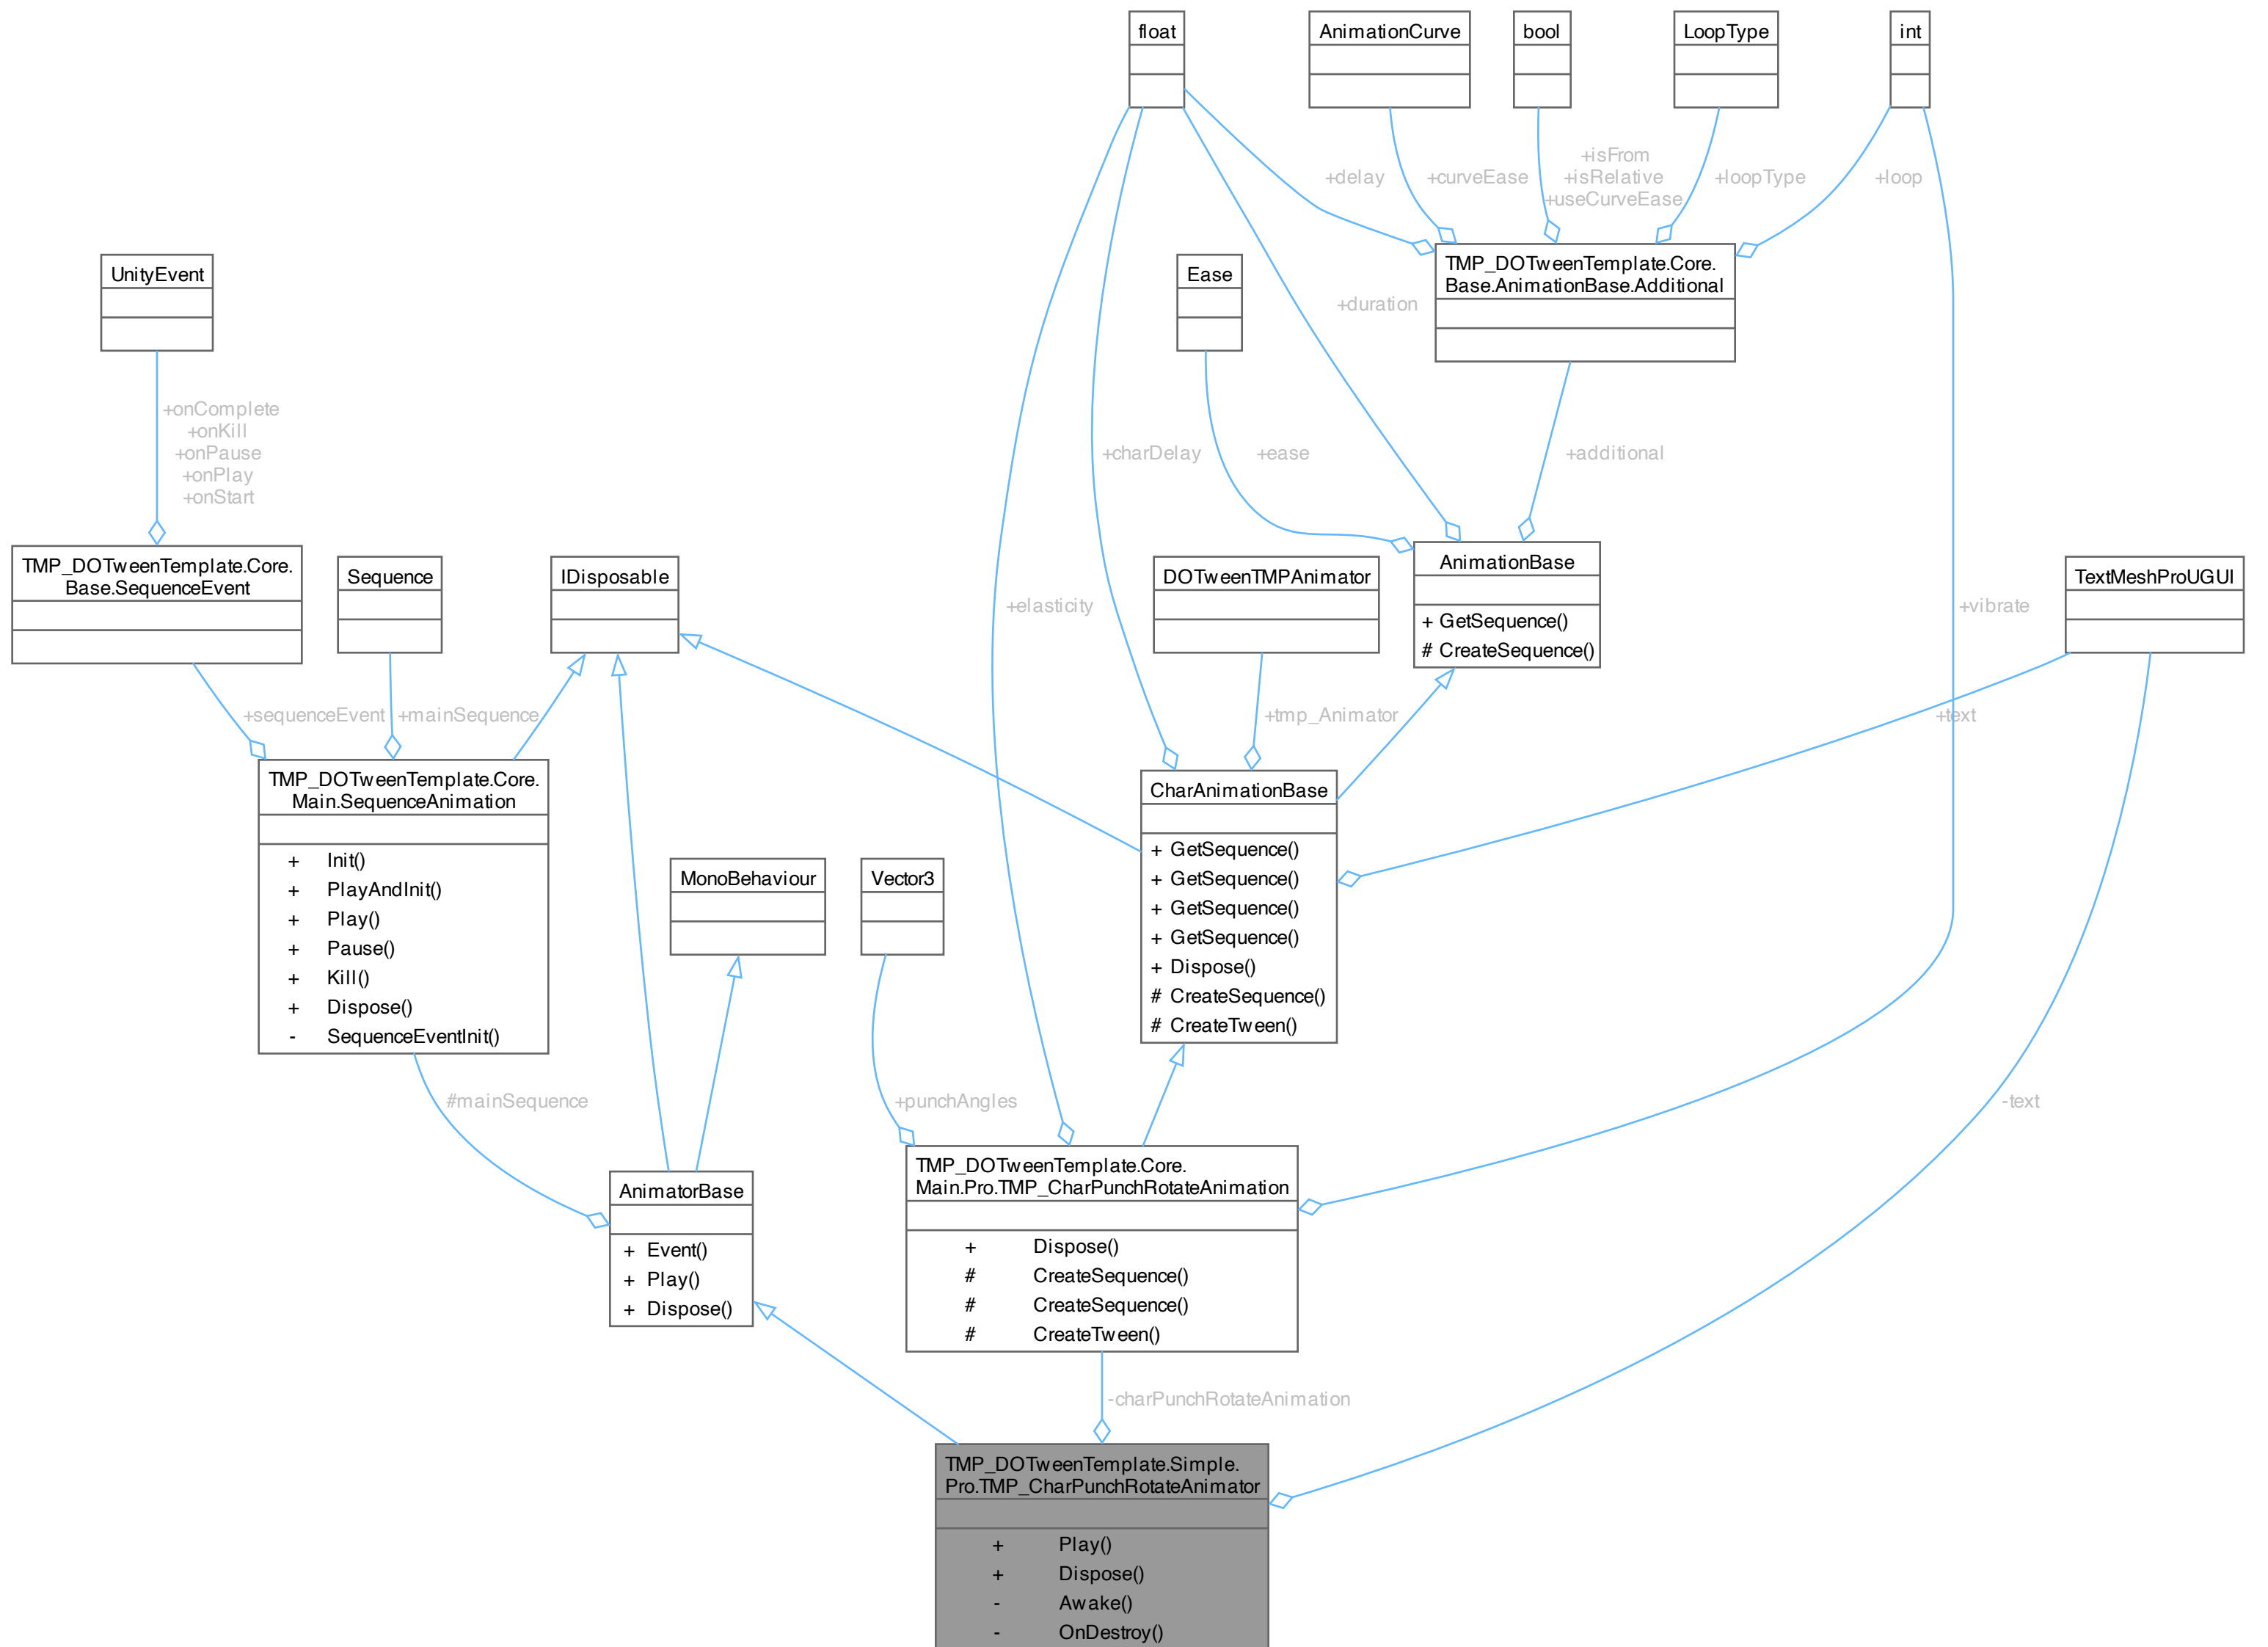 float
AnimationCurve
bool
LoopType
int
+isFrom
+delay
+curveEase
+isRelative
+loopType
+loop
+useCurveEase
UnityEvent
Ease
TMP_DOTweenTemplate.Core.
Base.AnimationBase.Additional
+duration
+onComplete
+onKill
+onPause
+onPlay
+onStart
+charDelay
+ease
+additional
TMP_DOTweenTemplate.Core.
Base.SequenceEvent
Sequence
IDisposable
DOTweenTMPAnimator
AnimationBase
+ GetSequence()
# CreateSequence()
TextMeshProUGUI
+elasticity
+vibrate
+sequenceEvent
+mainSequence
+tmp_Animator
+text
TMP_DOTweenTemplate.Core.
Main.SequenceAnimation
+ Init()
+ PlayAndInit()
+ Play()
+ Pause()
+ Kill()
+ Dispose()
- SequenceEventInit()
MonoBehaviour
Vector3
CharAnimationBase
+ GetSequence()
+ GetSequence()
+ GetSequence()
+ GetSequence()
+ Dispose()
# CreateSequence()
# CreateTween()
#mainSequence
+punchAngles
-text
AnimatorBase
+ Event()
+ Play()
+ Dispose()
TMP_DOTweenTemplate.Core.
Main.Pro.TMP_CharPunchRotateAnimation
+ Dispose()
# CreateSequence()
# CreateSequence()
# CreateTween()
-charPunchRotateAnimation
TMP_DOTweenTemplate.Simple.
Pro.TMP_CharPunchRotateAnimator
+ Play()
+ Dispose()
- Awake()
- OnDestroy()